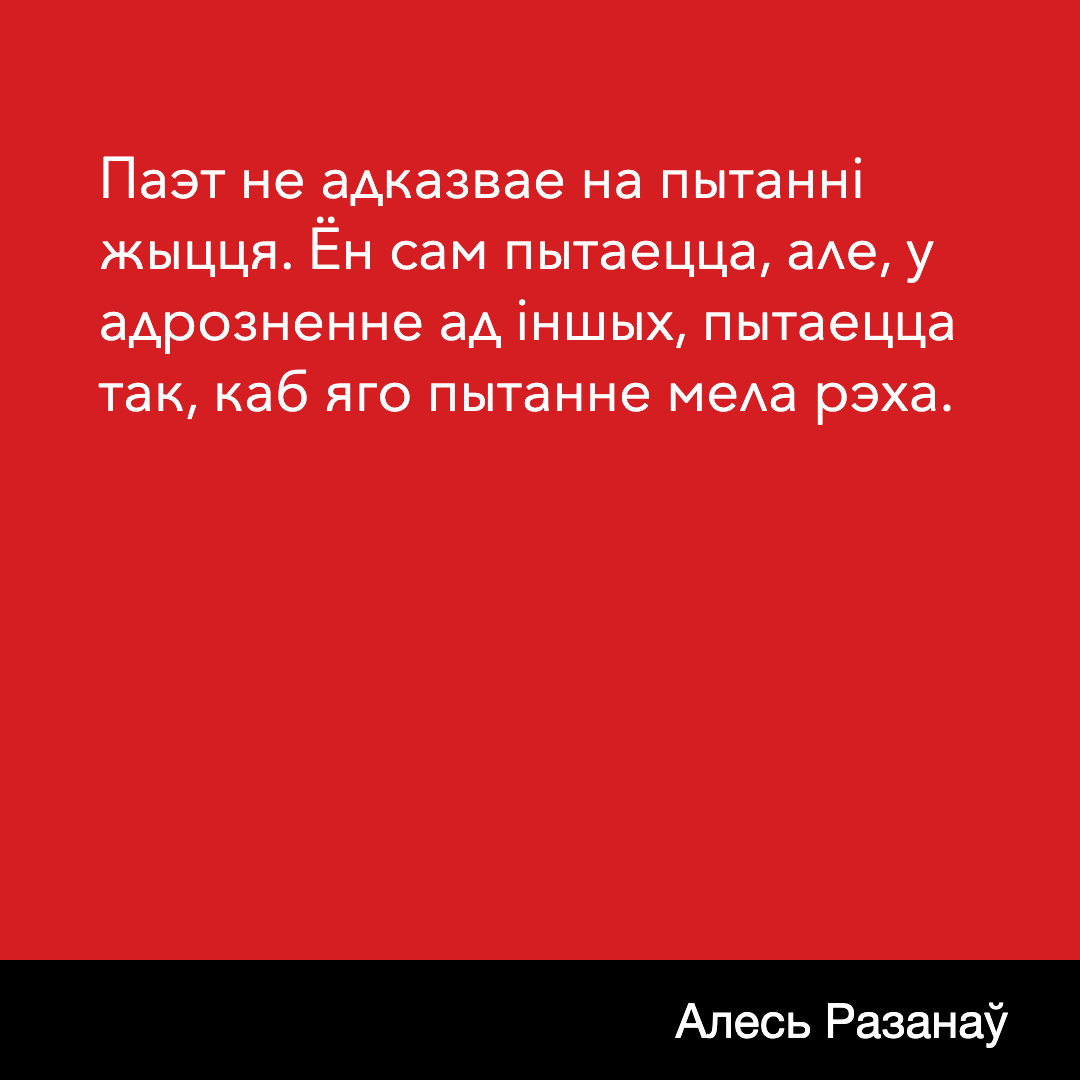 Паэт не адказвае на пытанні
жыцця. Ён сам пытаецца, але, у
адрозненне ад іншых, пытаецца
так, каб яго пытанне мела рэха.
Алесь Разанаў